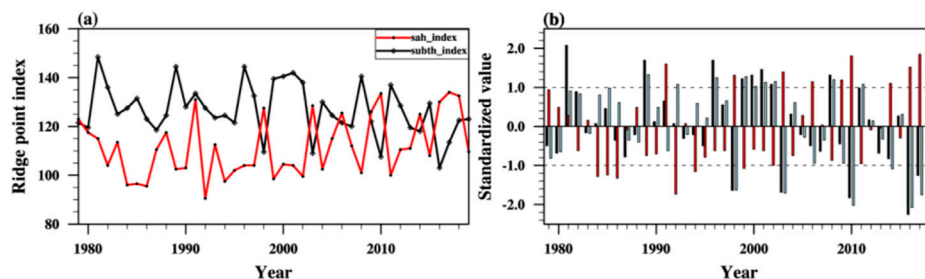 (a)
160
140
120
100
80
Ridge point index
sah_index
subth_index
1980 1990 2000 2010
Year
(b)
2.0
1.0
0.0
-1.0
-2.0
Standardized value
1980 1990 2000 2010
Year